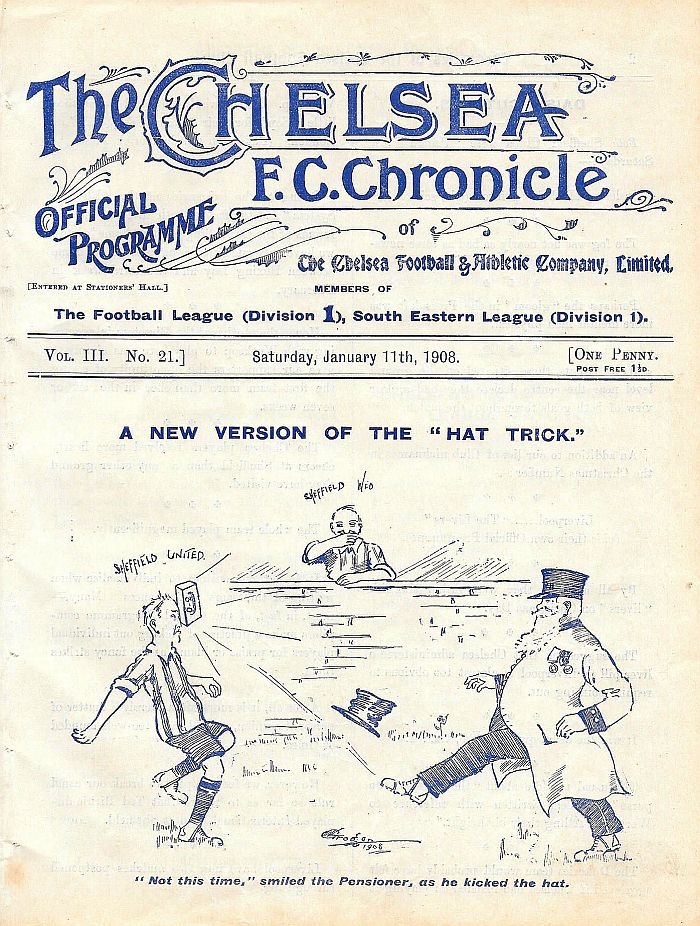 The Chelsea
F.C. Chronicle
Official
Programme
of
The Chelsea Football & Athletic Company, Limited.
[Entered at Stationers' Hall.]
MEMBERS OF
The Football League (Division 1), South Eastern League (Division 1).
Vol. III. No. 21.]
Saturday, January 11th, 1908.
[One Penny.
Post Free 1½D.
A NEW VERSION OF THE "HAT TRICK."
SHEFFIELD WED
SHEFFIELD UNITED.
1908
"Not this time," smiled the Pensioner, as he kicked the hat.